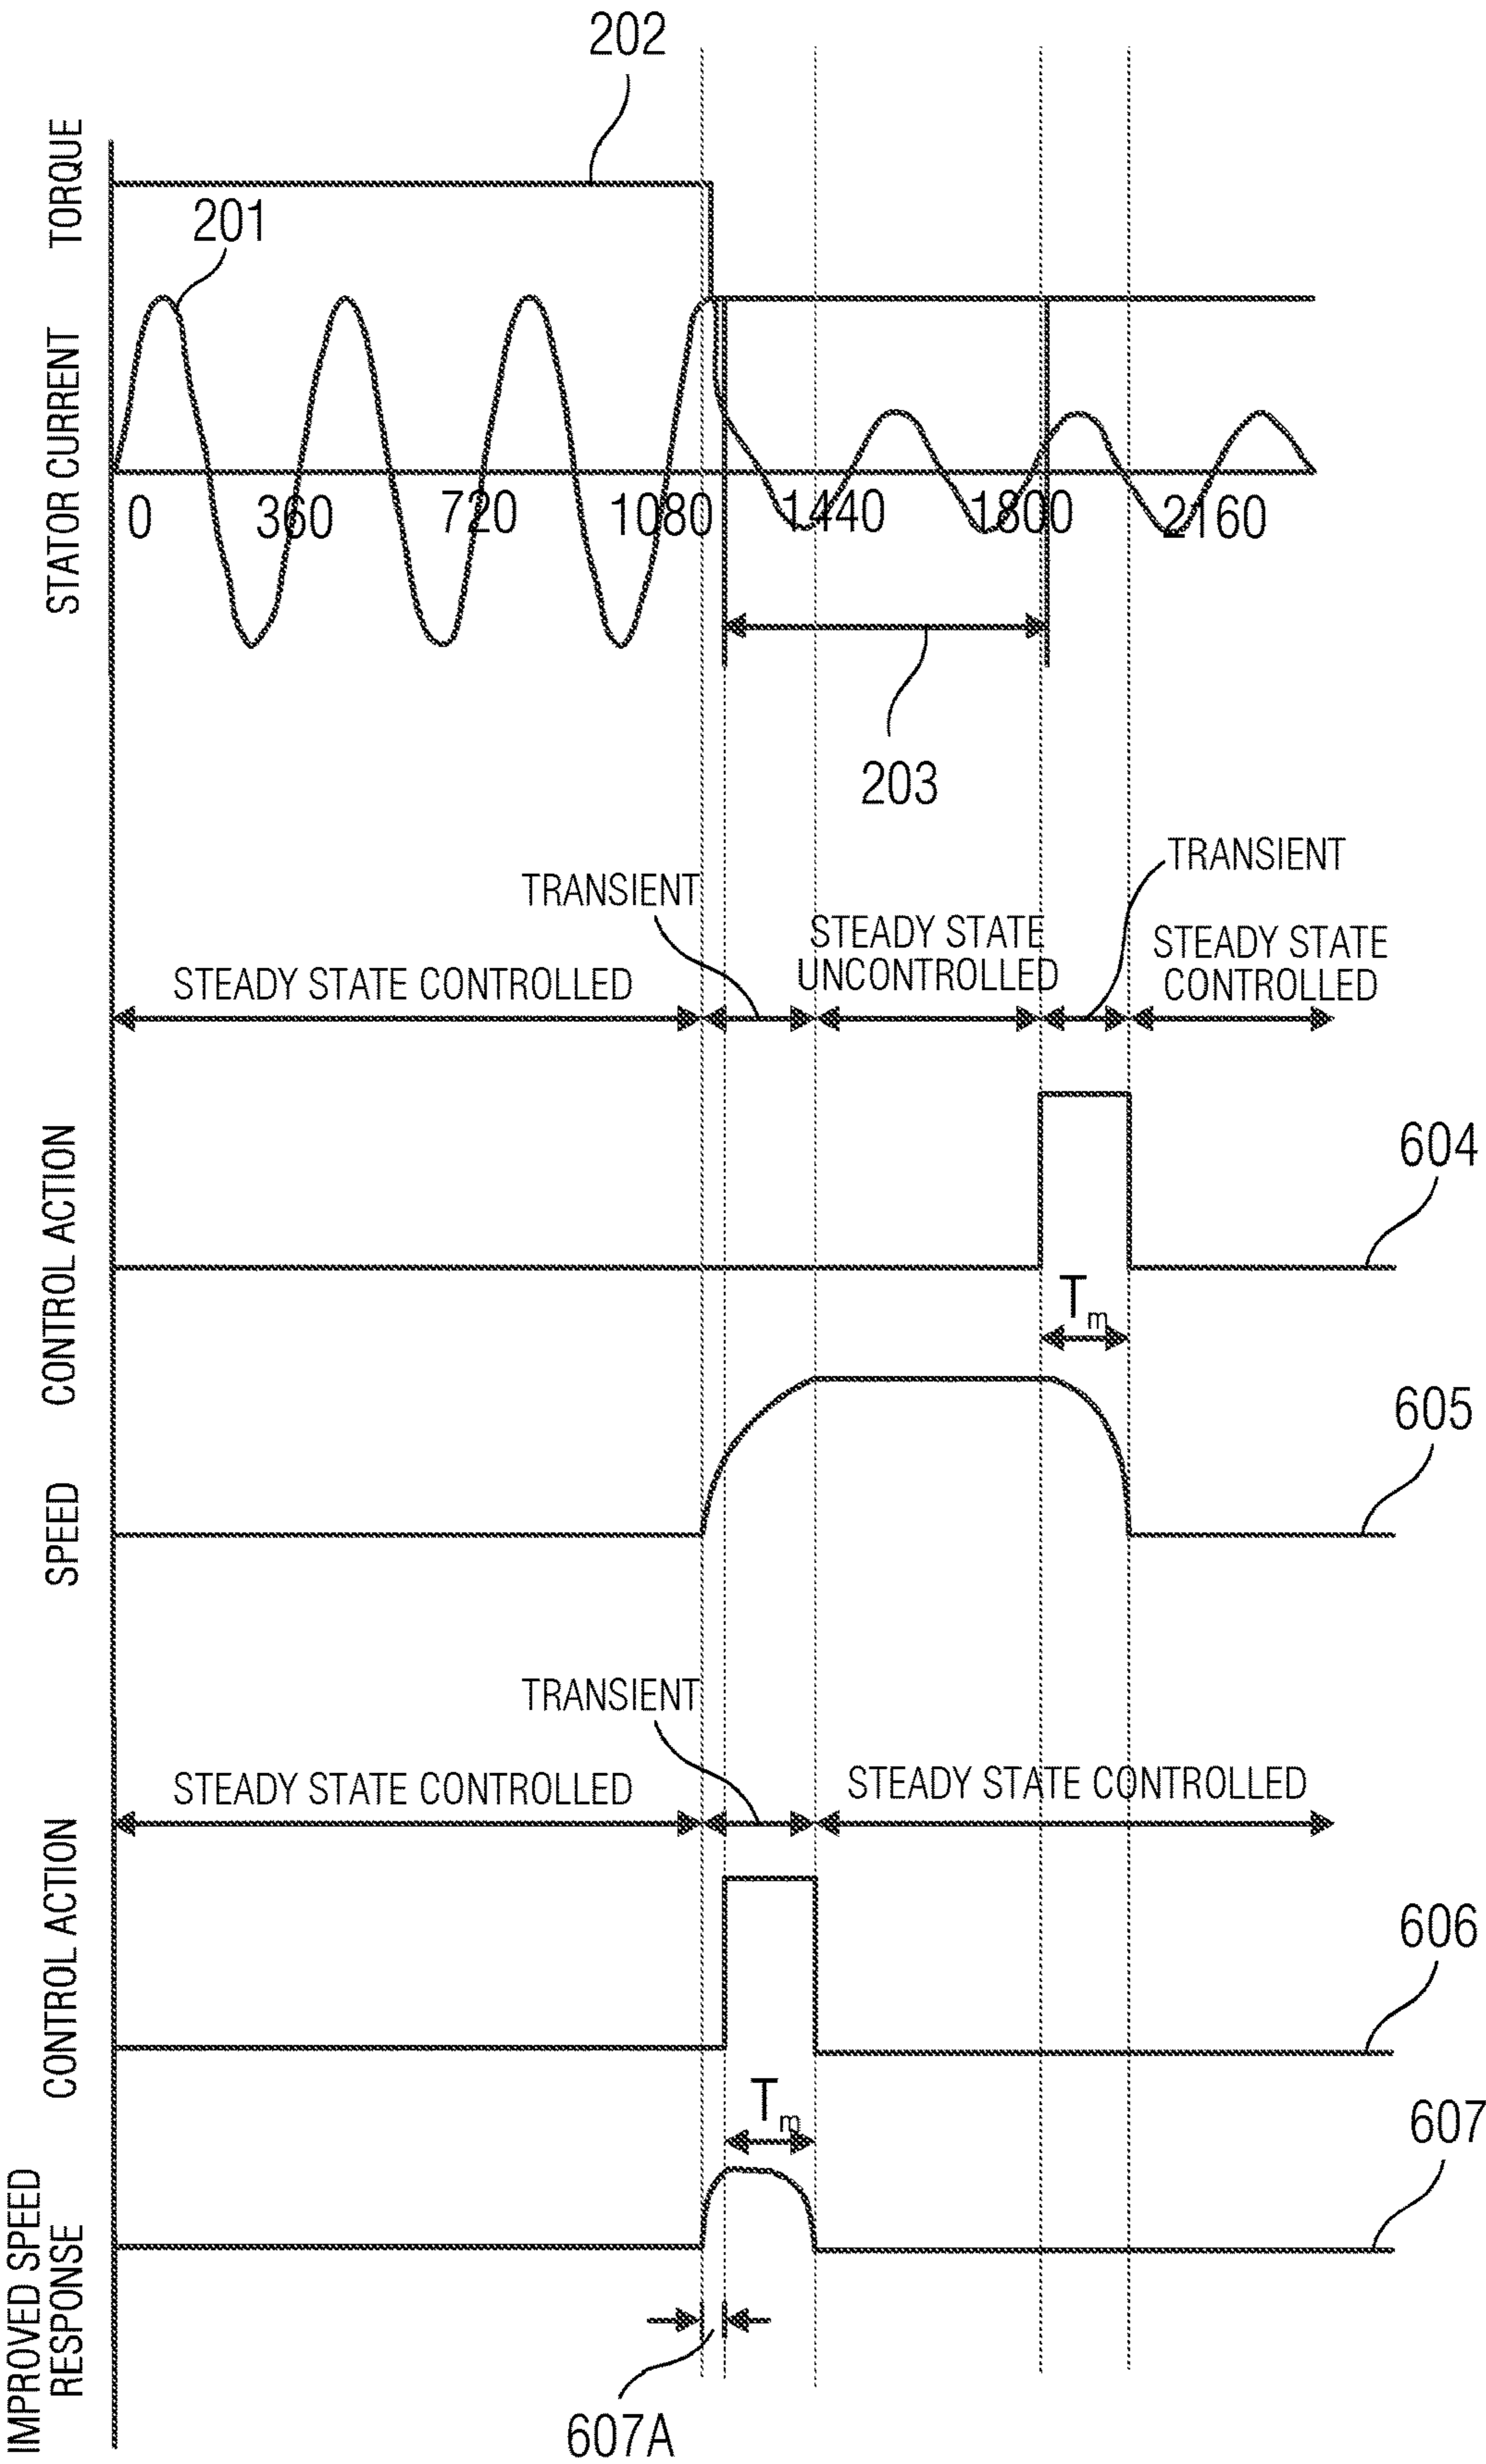 202
TORQUE
201
STATOR CURRENT
0
360
720
1080
1440
1800
2160
203
TRANSIENT
TRANSIENT
STEADY STATE CONTROLLED
STEADY STATE
UNCONTROLLED
STEADY STATE
CONTROLLED
CONTROL ACTION
604
Tm
605
SPEED
TRANSIENT
STEADY STATE CONTROLLED
STEADY STATE CONTROLLED
CONTROL ACTION
606
Tm
607
IMPROVED SPEED
RESPONSE
607A